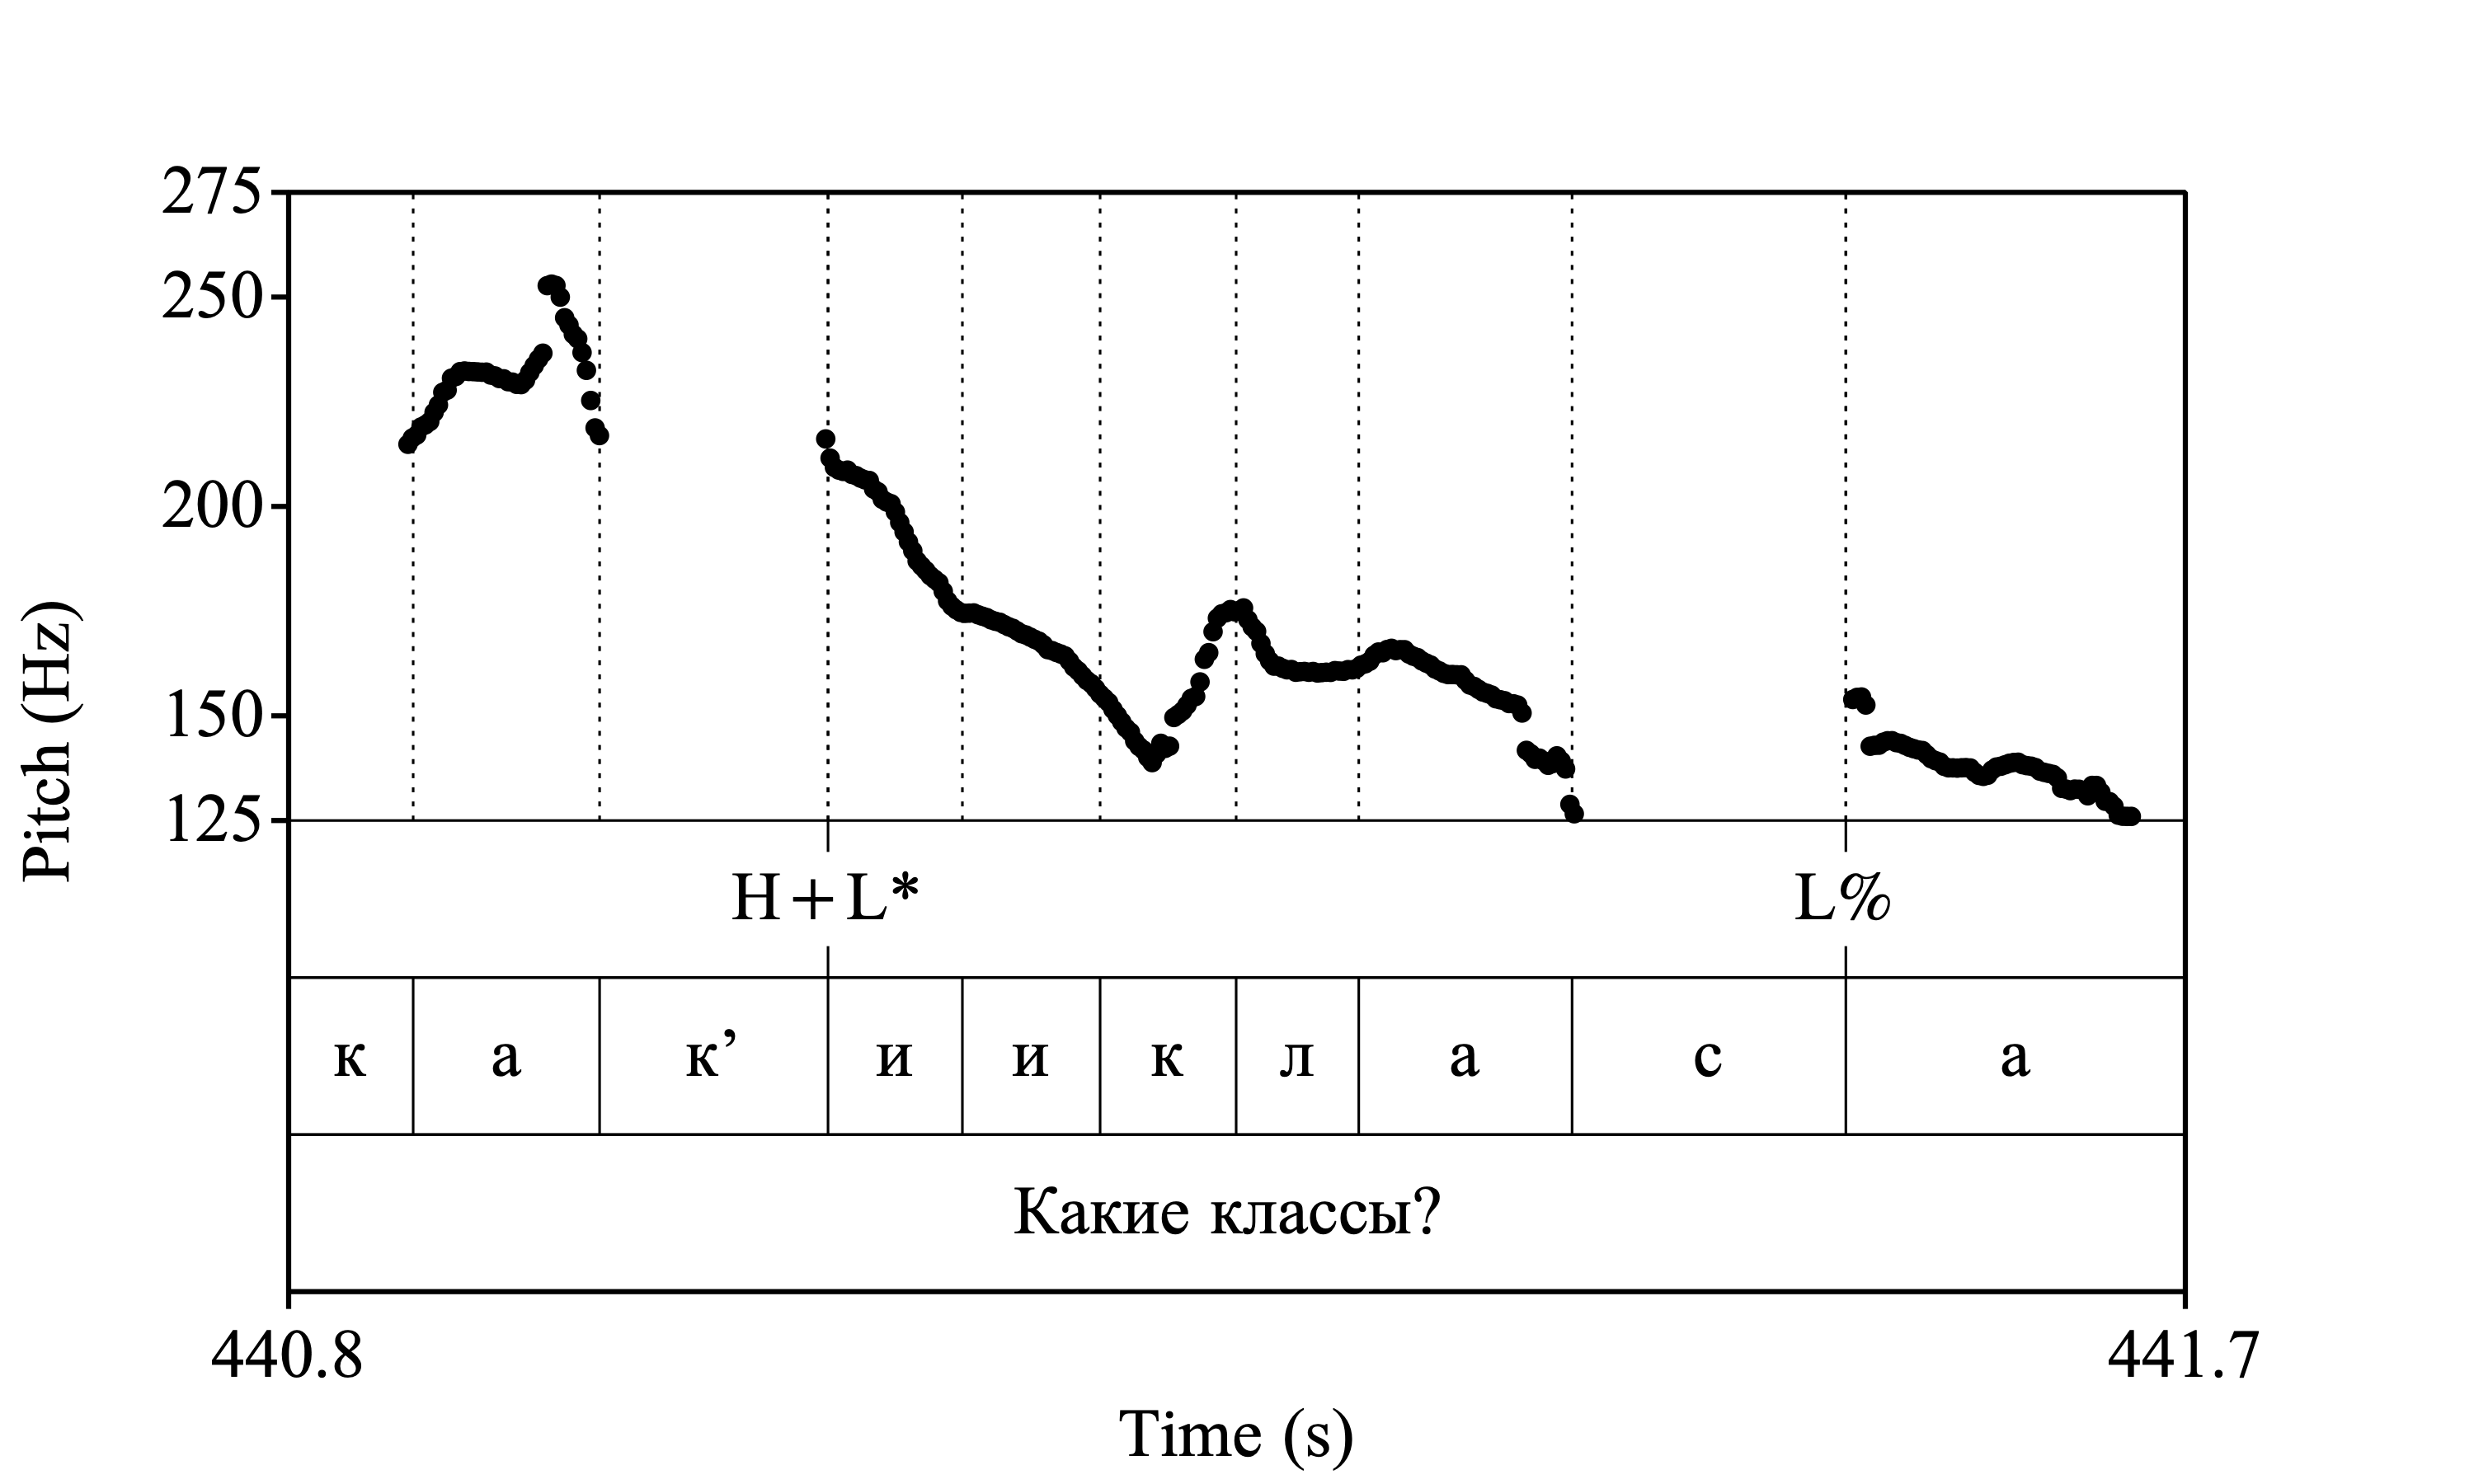 275
250
200
150
125
Pitch (Hz)
H+L* L%
к а к’ и и к л а с а
Какие классы?
440.8 441.7
Time (s)